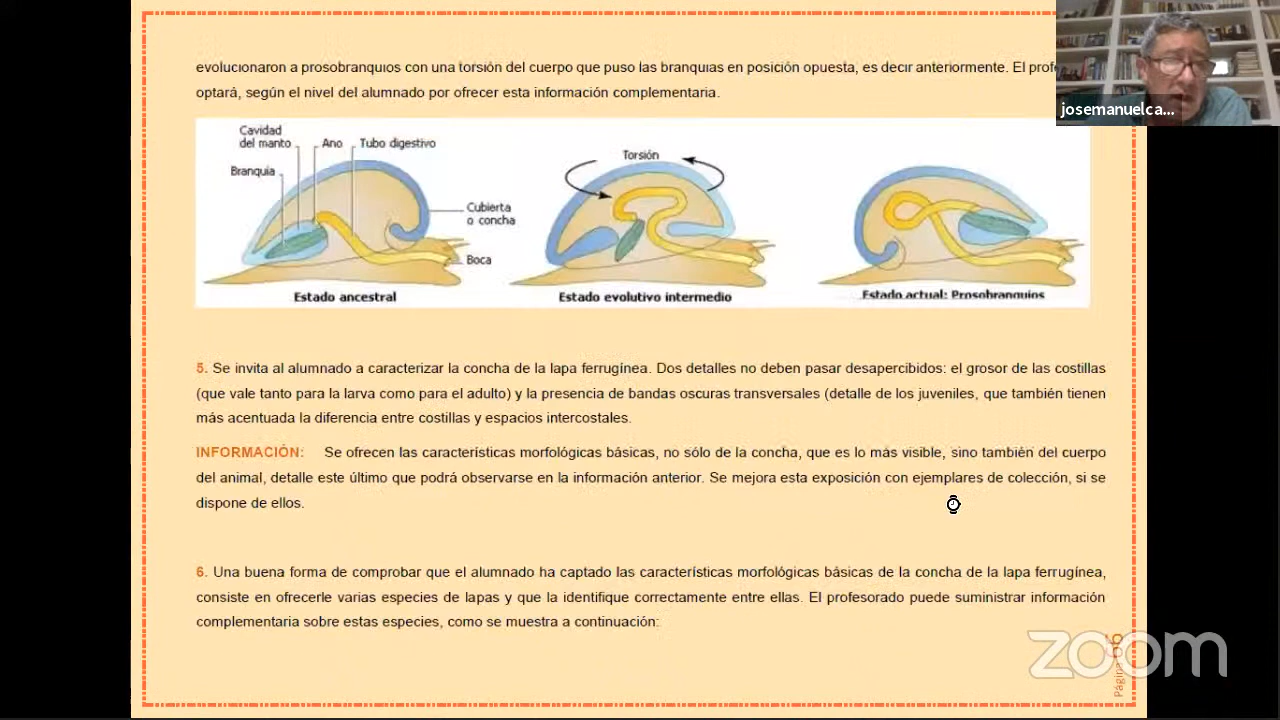 evolucionaron a prosobranquios con una torsión del cuerpo que puso las branquias en posición opuesta, es decir anteriormente. El
optará, según el nivel del alumnado por ofrecer esta información complementaria.
josemanuelca...
Cavidad
del manto
Ano
Tubo digestivo
Branquia
Cubierta
o concha
Boca
Estado ancestral
Torsión
Estado evolutivo intermedio
Estado actual: Prosobranquios
5. Se invita al alumnado a caracterizar la concha de la lapa ferrugínea. Dos detalles no deben pasar desapercibidos: el grosor de las costillas
(que vale tanto para la larva como para el adulto) y la presencia de bandas oscuras transversales (detalle de los juveniles, que también tienen
más acentuada la diferencia entre costillas y espacios intercostales.
INFORMACIÓN: Se ofrecen las características morfológicas básicas, no sólo de la concha, que es lo más visible, sino también del cuerpo
del animal, detalle este último que podrá observarse en la información anterior. Se mejora esta exposición con ejemplares de colección, si se
dispone de ellos.
6. Una buena forma de comprobar que el alumnado ha captado las características morfológicas básicas de la concha de la lapa ferrugínea,
consiste en ofrecerle varias especies de lapas y que la identifique correctamente entre ellas. El profesorado puede suministrar información
complementaria sobre estas especies, como se muestra a continuación:
Página 66
zoom